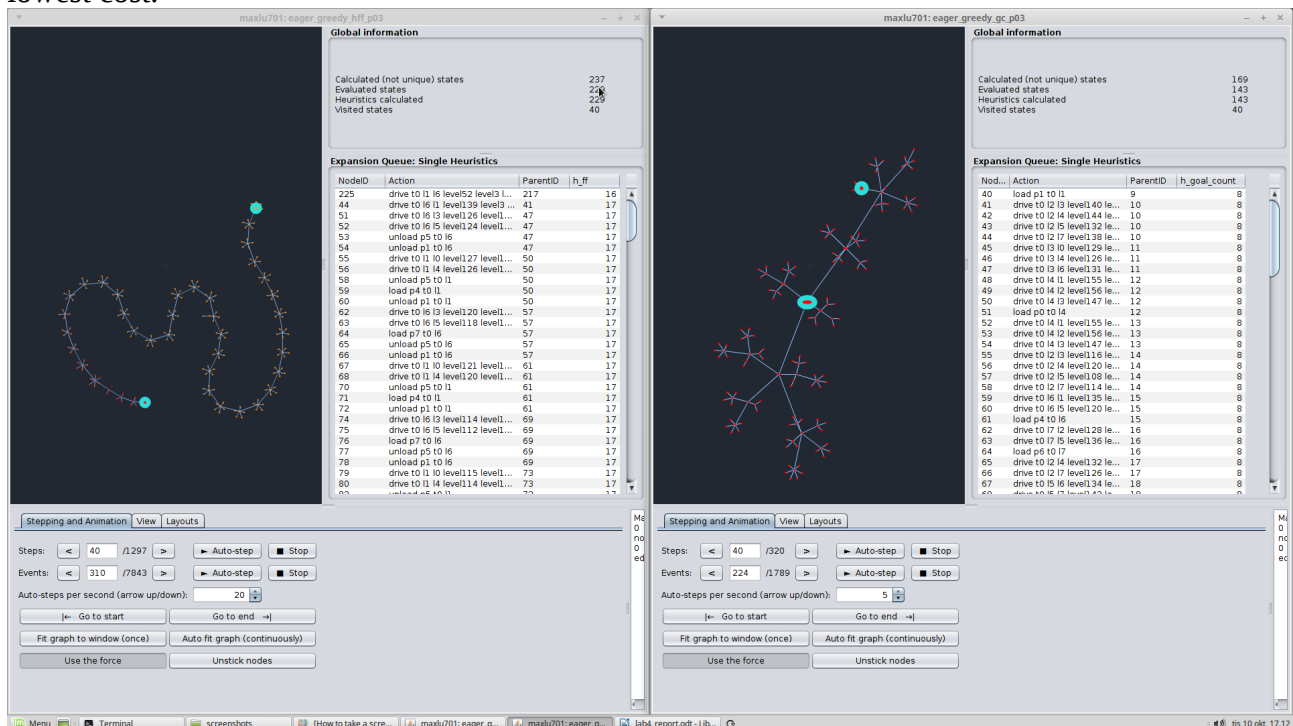 lowest cost.
maxlu701: eager_greedy_hff_p03
Global information
Calculated (not unique) states 237
Evaluated states
Heuristics calculated 229
Visited states 40
Expansion Queue: Single Heuristics
NodeID Action ParentID h_ff
225 drive t0 l1 l6 level52 level3 l... 217 16
44 drive t0 l6 l1 level139 level3 ... 41 17
51 drive t0 l6 l3 level126 level1... 47 17
52 drive t0 l6 l5 level124 level1... 47 17
53 unload p5 t0 l6 47 17
54 unload p1 t0 l6 47 17
55 drive t0 l1 l0 level127 level1... 50 17
56 drive t0 l1 l4 level126 level1... 50 17
58 unload p5 t0 l1 50 17
59 load p4 t0 l1 50 17
60 unload p1 t0 l1 50 17
62 drive t0 l6 l3 level120 level1... 57 17
63 drive t0 l6 l5 level118 level1... 57 17
64 load p7 t0 l6 57 17
65 unload p5 t0 l6 57 17
66 unload p1 t0 l6 57 17
67 drive t0 l1 l0 level121 level1... 61 17
68 drive t0 l1 l4 level120 level1... 61 17
70 unload p5 t0 l1 61 17
71 load p4 t0 l1 61 17
72 unload p1 t0 l1 61 17
74 drive t0 l6 l3 level114 level1... 69 17
75 drive t0 l6 l5 level112 level1... 69 17
76 load p7 t0 l6 69 17
77 unload p5 t0 l6 69 17
78 unload p1 t0 l6 69 17
79 drive t0 l1 l0 level115 level1... 73 17
80 drive t0 l1 l4 level114 level1... 73 17
Stepping and Animation View Layouts
Steps: < 40 /1297 > ► Auto-step ■ Stop
Events: < 310 /7843 > ► Auto-step ■ Stop
Auto-steps per second (arrow up/down): 20
|← Go to start Go to end →|
Fit graph to window (once) Auto fit graph (continuously)
Use the force Unstick nodes
Ma
0
no
0
ed
maxlu701: eager_greedy_gc_p03
Global information
Calculated (not unique) states 169
Evaluated states 143
Heuristics calculated 143
Visited states 40
Expansion Queue: Single Heuristics
Nod... Action ParentID h_goal_count
40 load p1 t0 l1 9 8
41 drive t0 l2 l3 level140 le... 10 8
42 drive t0 l2 l4 level144 le... 10 8
43 drive t0 l2 l5 level132 le... 10 8
44 drive t0 l2 l7 level138 le... 10 8
45 drive t0 l3 l0 level129 le... 11 8
46 drive t0 l3 l4 level126 le... 11 8
47 drive t0 l3 l6 level131 le... 11 8
48 drive t0 l4 l1 level155 le... 12 8
49 drive t0 l4 l2 level156 le... 12 8
50 drive t0 l4 l3 level147 le... 12 8
51 load p0 t0 l4 12 8
52 drive t0 l4 l1 level155 le... 13 8
53 drive t0 l4 l2 level156 le... 13 8
54 drive t0 l4 l3 level147 le... 13 8
55 drive t0 l2 l3 level116 le... 14 8
56 drive t0 l2 l4 level120 le... 14 8
57 drive t0 l2 l5 level108 le... 14 8
58 drive t0 l2 l7 level114 le... 14 8
59 drive t0 l6 l1 level135 le... 15 8
60 drive t0 l6 l5 level120 le... 15 8
61 load p4 t0 l6 15 8
62 drive t0 l7 l2 level128 le... 16 8
63 drive t0 l7 l5 level136 le... 16 8
64 load p6 t0 l7 16 8
65 drive t0 l2 l4 level132 le... 17 8
66 drive t0 l2 l7 level126 le... 17 8
67 drive t0 l5 l6 level134 le... 18 8
Stepping and Animation View Layouts
Steps: < 40 /320 > ► Auto-step ■ Stop
Events: < 224 /1789 > ► Auto-step ■ Stop
Auto-steps per second (arrow up/down): 5
|← Go to start Go to end →|
Fit graph to window (once) Auto fit graph (continuously)
Use the force Unstick nodes
Ma
0
no
0
ed
Menu Terminal screenshots [How to take a scre... maxlu701: eager_g... maxlu701: eager_g... lab4_report.odt - Lib... tis 10 okt, 17.12